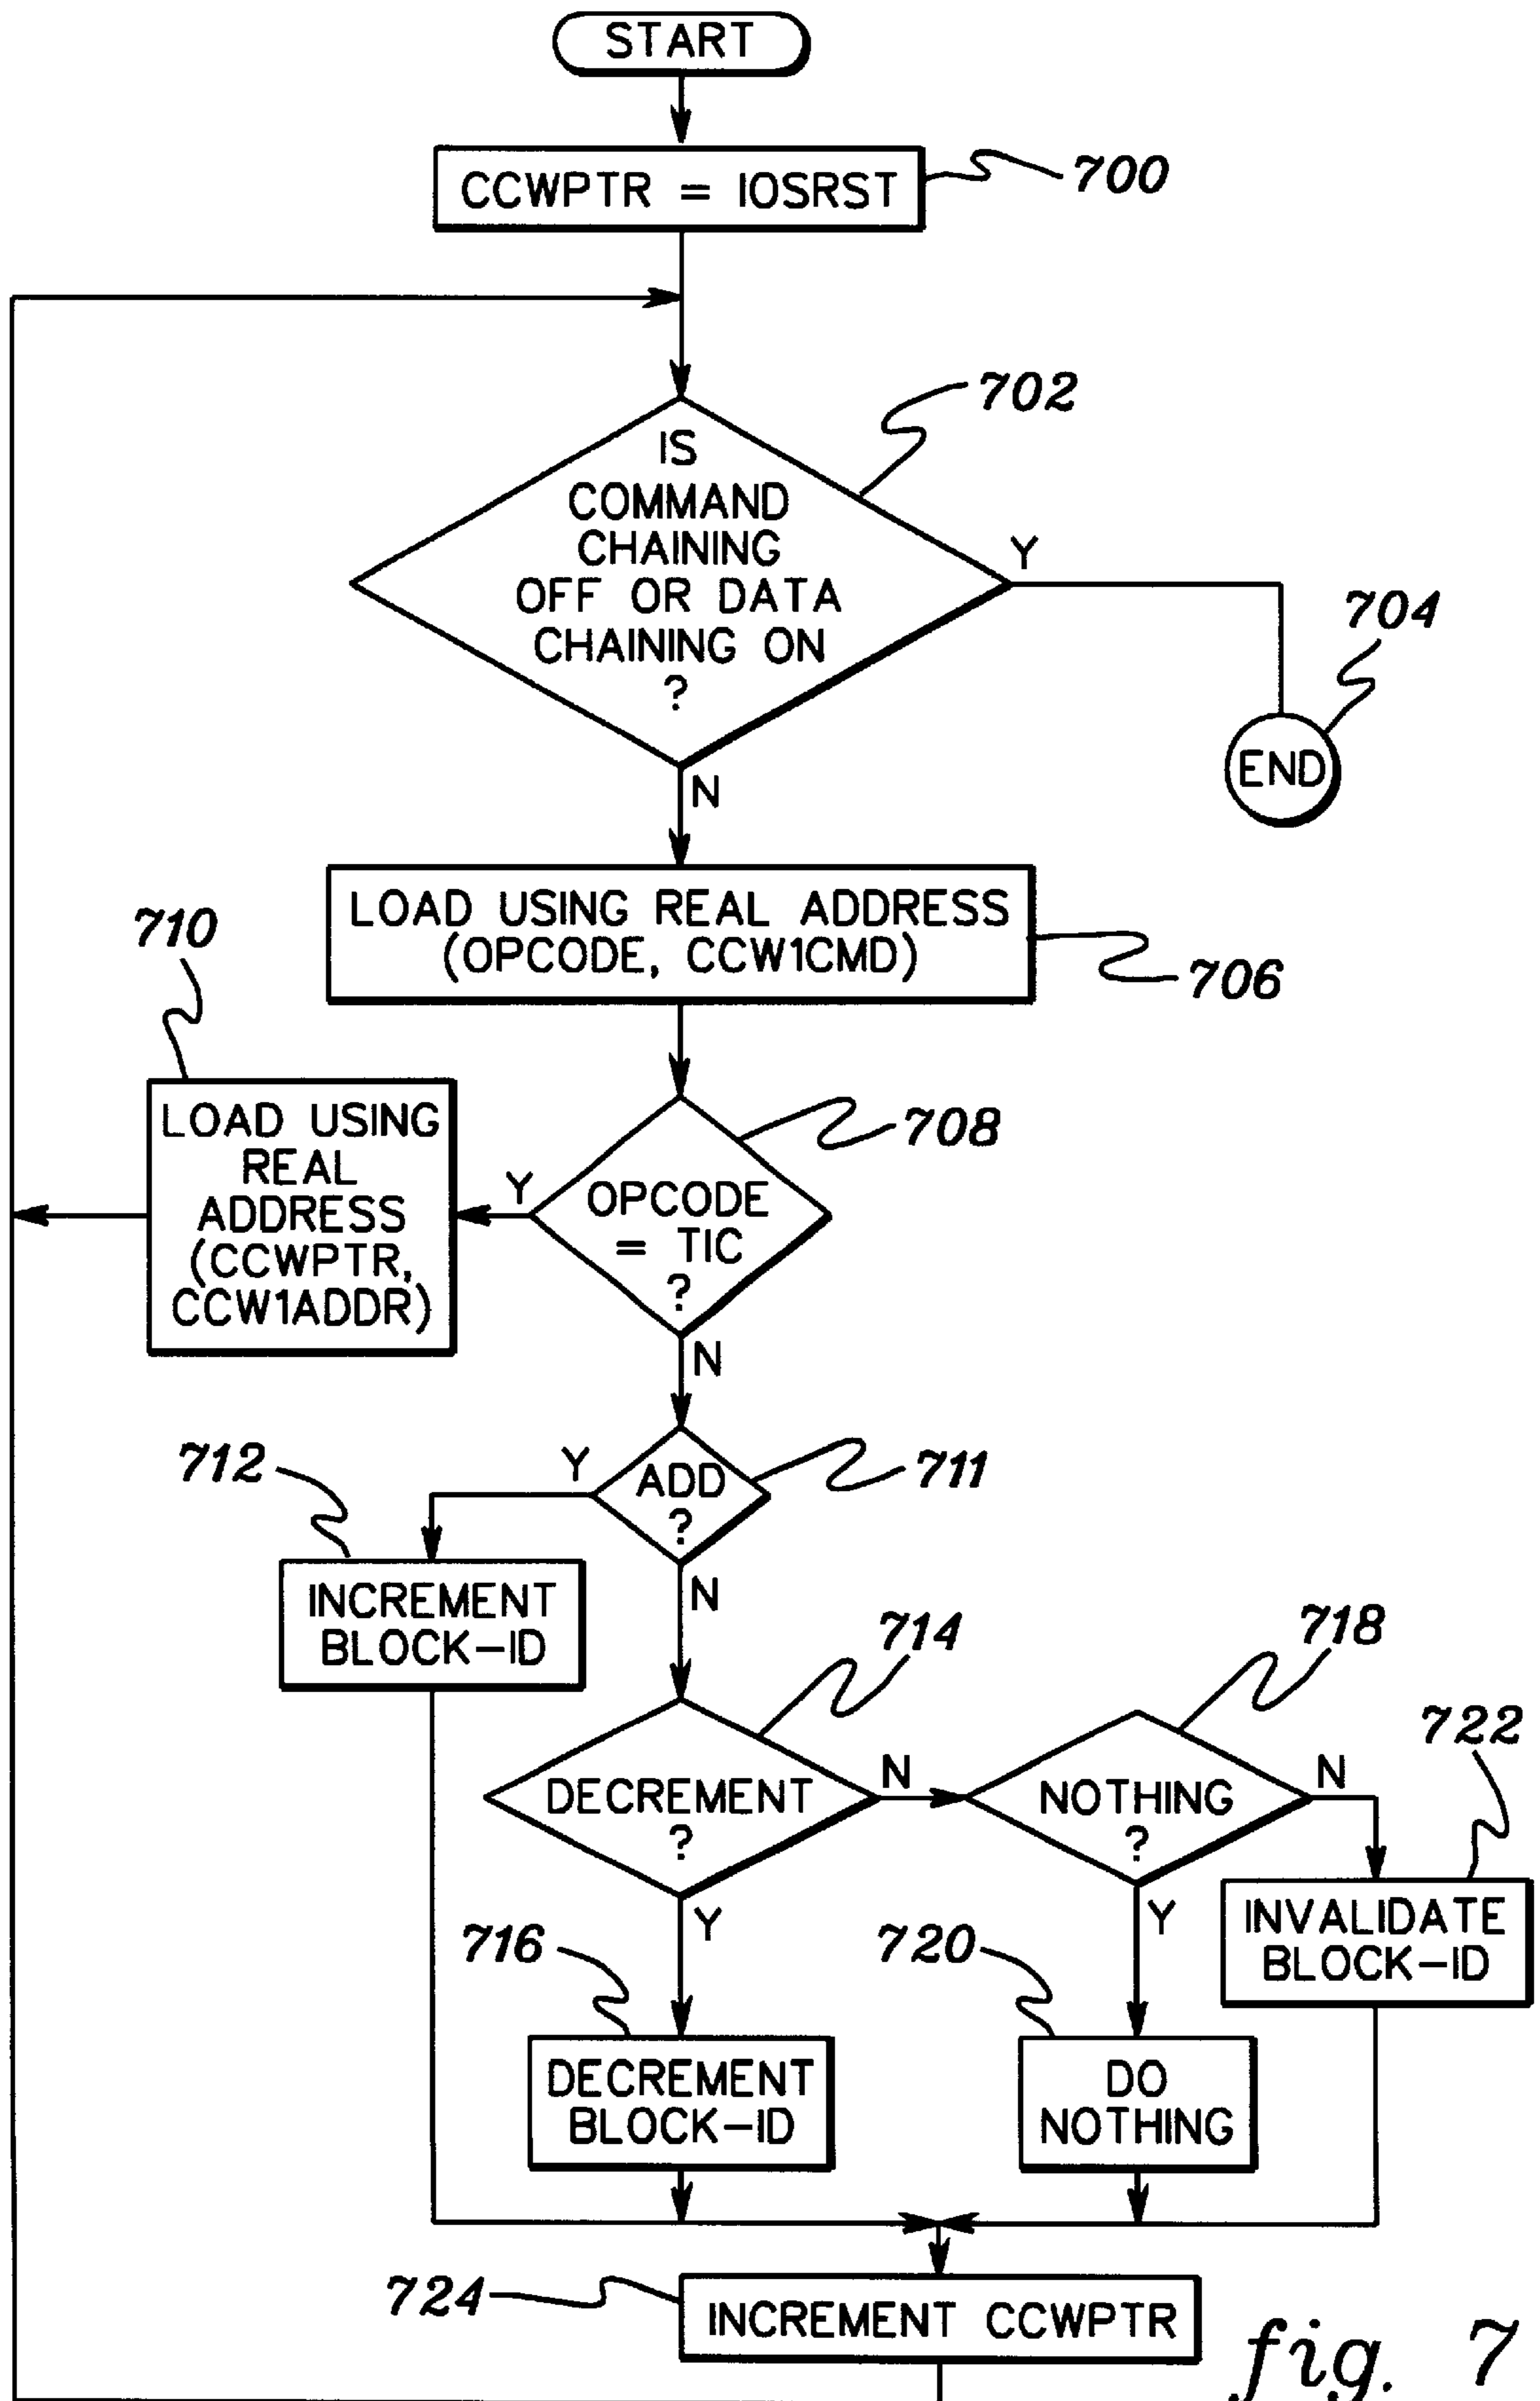 START
CCWPTR = IOSRST
700
702
IS
COMMAND
CHAINING
OFF OR DATA
CHAINING ON
?
Y
704
END
N
LOAD USING REAL ADDRESS
(OPCODE, CCW1CMD)
706
710
LOAD USING
REAL
ADDRESS
(CCWPTR,
CCW1ADDR)
Y
708
OPCODE
= TIC
?
N
712
Y
ADD
?
711
INCREMENT
BLOCK-ID
N
714
718
722
DECREMENT
?
N
NOTHING
?
N
INVALIDATE
BLOCK-ID
Y
Y
716
720
DECREMENT
BLOCK-ID
DO
NOTHING
724
INCREMENT CCWPTR
fig. 7